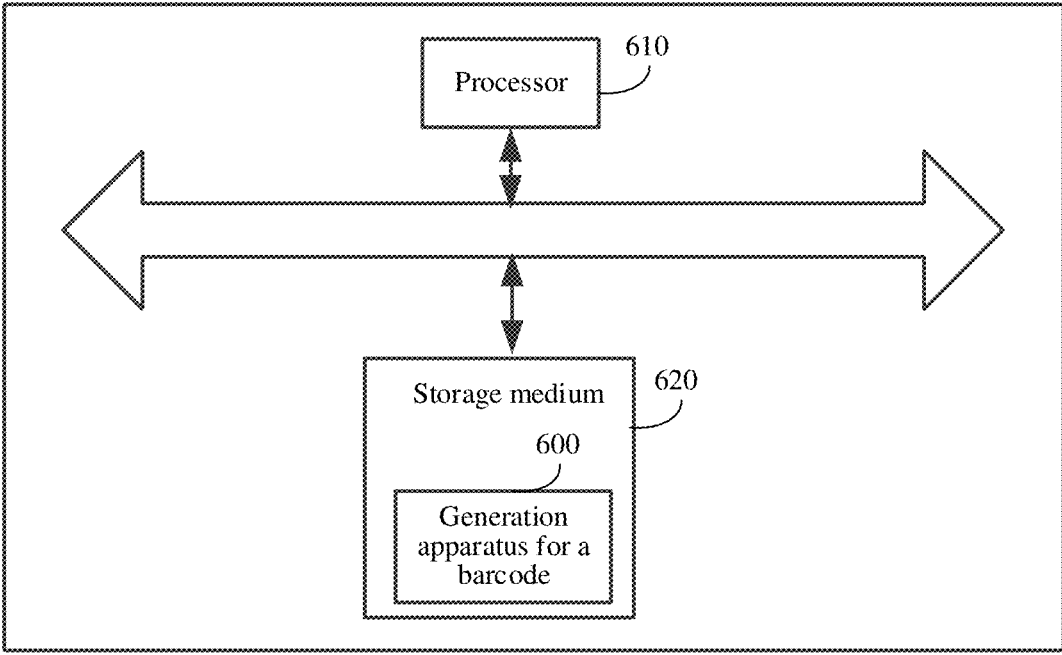 610
Processor
620
Storage medium
600
Generation
apparatus for a
barcode